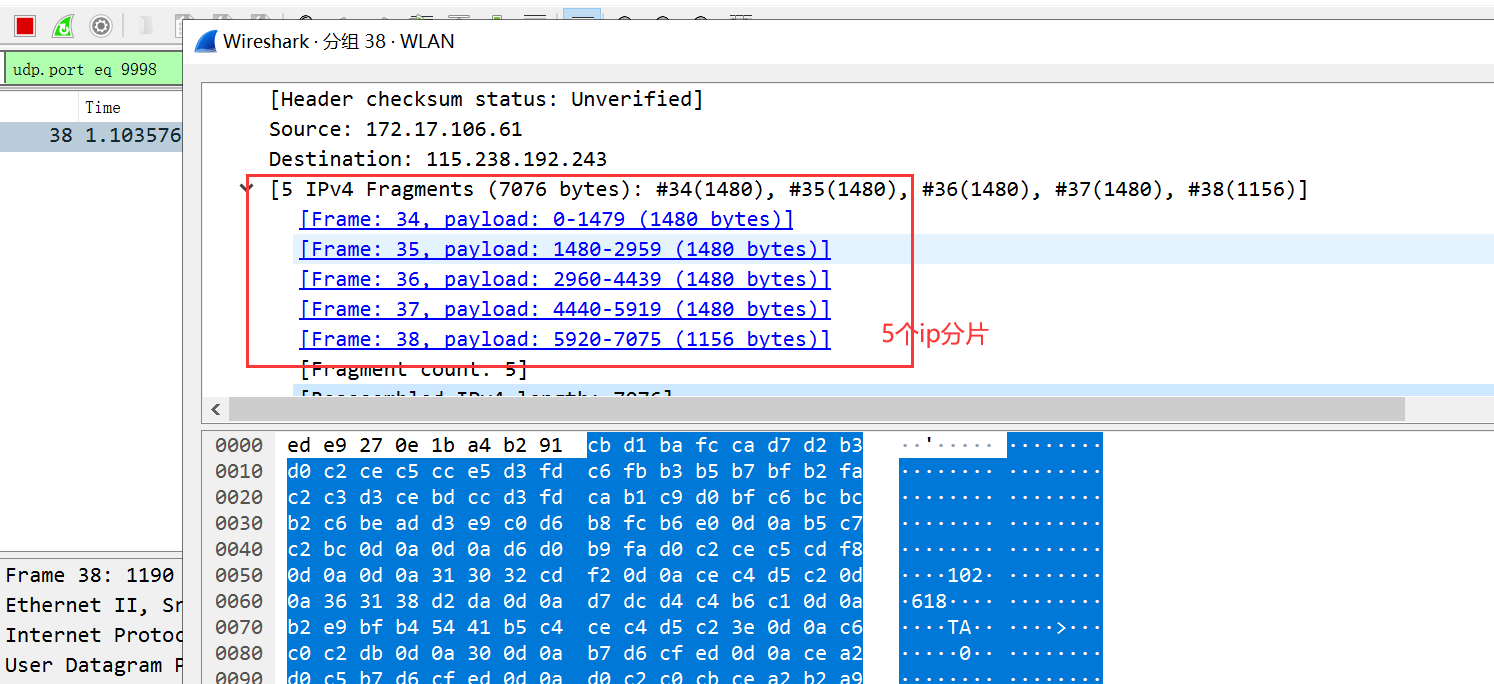 Wireshark · 分组 38 · WLAN
udp.port eq 9998
Time
38 1.103576
[Header checksum status: Unverified]
Source: 172.17.106.61
Destination: 115.238.192.243
[5 IPv4 Fragments (7076 bytes): #34(1480), #35(1480), #36(1480), #37(1480), #38(1156)]
[Frame: 34, payload: 0-1479 (1480 bytes)]
[Frame: 35, payload: 1480-2959 (1480 bytes)]
[Frame: 36, payload: 2960-4439 (1480 bytes)]
[Frame: 37, payload: 4440-5919 (1480 bytes)]
[Frame: 38, payload: 5920-7075 (1156 bytes)]
5个ip分片
[Fragment count: 5]
[Reassembled IPv4 length: 7076]
0000 ed e9 27 0e 1b a4 b2 91 cb d1 ba fc ca d7 d2 b3 ··'····· ········
0010 d0 c2 ce c5 cc e5 d3 fd c6 fb b3 b5 b7 bf b2 fa ········ ········
0020 c2 c3 d3 ce bd cc d3 fd ca b1 c9 d0 bf c6 bc bc ········ ········
0030 b2 c6 be ad d3 e9 c0 d6 b8 fc b6 e0 0d 0a b5 c7 ········ ········
0040 c2 bc 0d 0a 0d 0a d6 d0 b9 fa d0 c2 ce c5 cd f8 ········ ········
0050 0d 0a 0d 0a 31 30 32 cd f2 0d 0a ce c4 d5 c2 0d ····102· ········
0060 0a 36 31 38 d2 da 0d 0a d7 dc d4 c4 b6 c1 0d 0a ·618···· ········
0070 b2 e9 bf b4 54 41 b5 c4 ce c4 d5 c2 3e 0d 0a c6 ····TA·· ····>···
0080 c0 c2 db 0d 0a 30 0d 0a b7 d6 cf ed 0d 0a ce a2 ·····0·· ········
0090 d0 c5 b7 d6 cf ed 0d 0a d0 c2 c0 cb ce a2 b2 a9 ········ ········
Frame 38: 1190
Ethernet II, Sr
Internet Protoc
User Datagram P